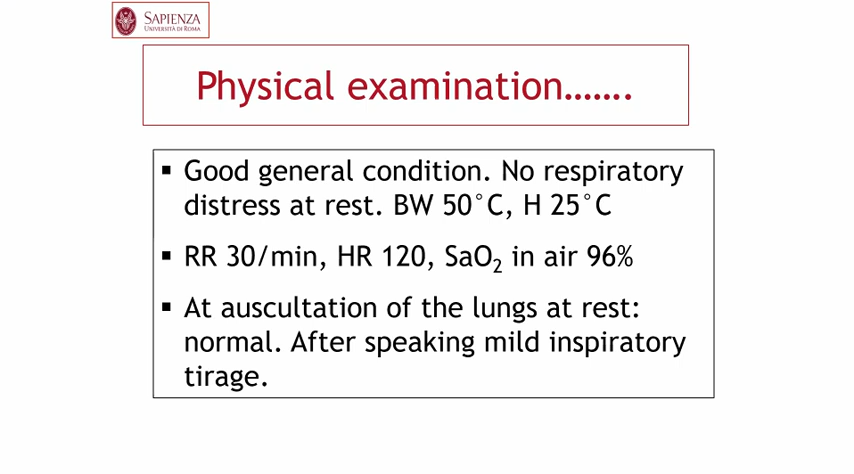 SAPIENZA
UNIVERSITÀ DI ROMA
Physical examination…….
▪ Good general condition. No respiratory
distress at rest. BW 50°C, H 25°C
▪ RR 30/min, HR 120, SaO₂ in air 96%
▪ At auscultation of the lungs at rest:
normal. After speaking mild inspiratory
tirage.